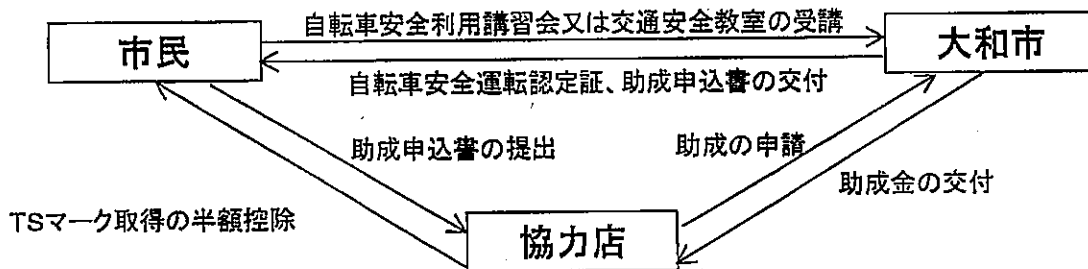 自転車安全利用講習会又は交通安全教室の受講
市民
大和市
自転車安全運転認定証、助成申込書の交付
助成申込書の提出
助成の申請
助成金の交付
TSマーク取得の半額控除
協力店